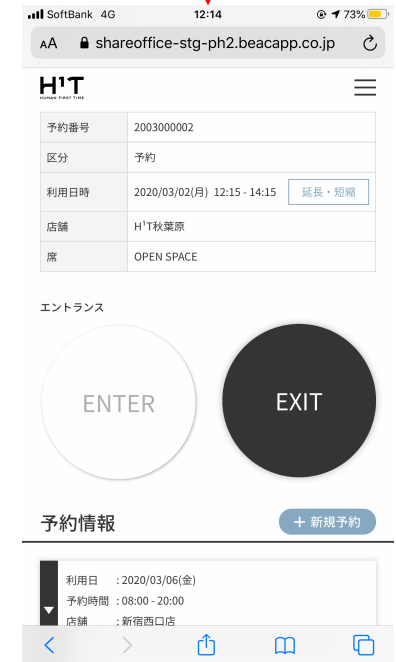 SoftBank 4G 12:14 73%
AA shareoffice-stg-ph2.beacapp.co.jp
H¹T
HUMAN FIRST TIME
予約番号 2003000002
区分 予約
利用日時 2020/03/02(月) 12:15 - 14:15 延長・短縮
店舗 H¹T秋葉原
席 OPEN SPACE
エントランス
ENTER EXIT
予約情報 + 新規予約
利用日 : 2020/03/06(金)
予約時間 : 08:00 - 20:00
店舗 : 新宿西口店